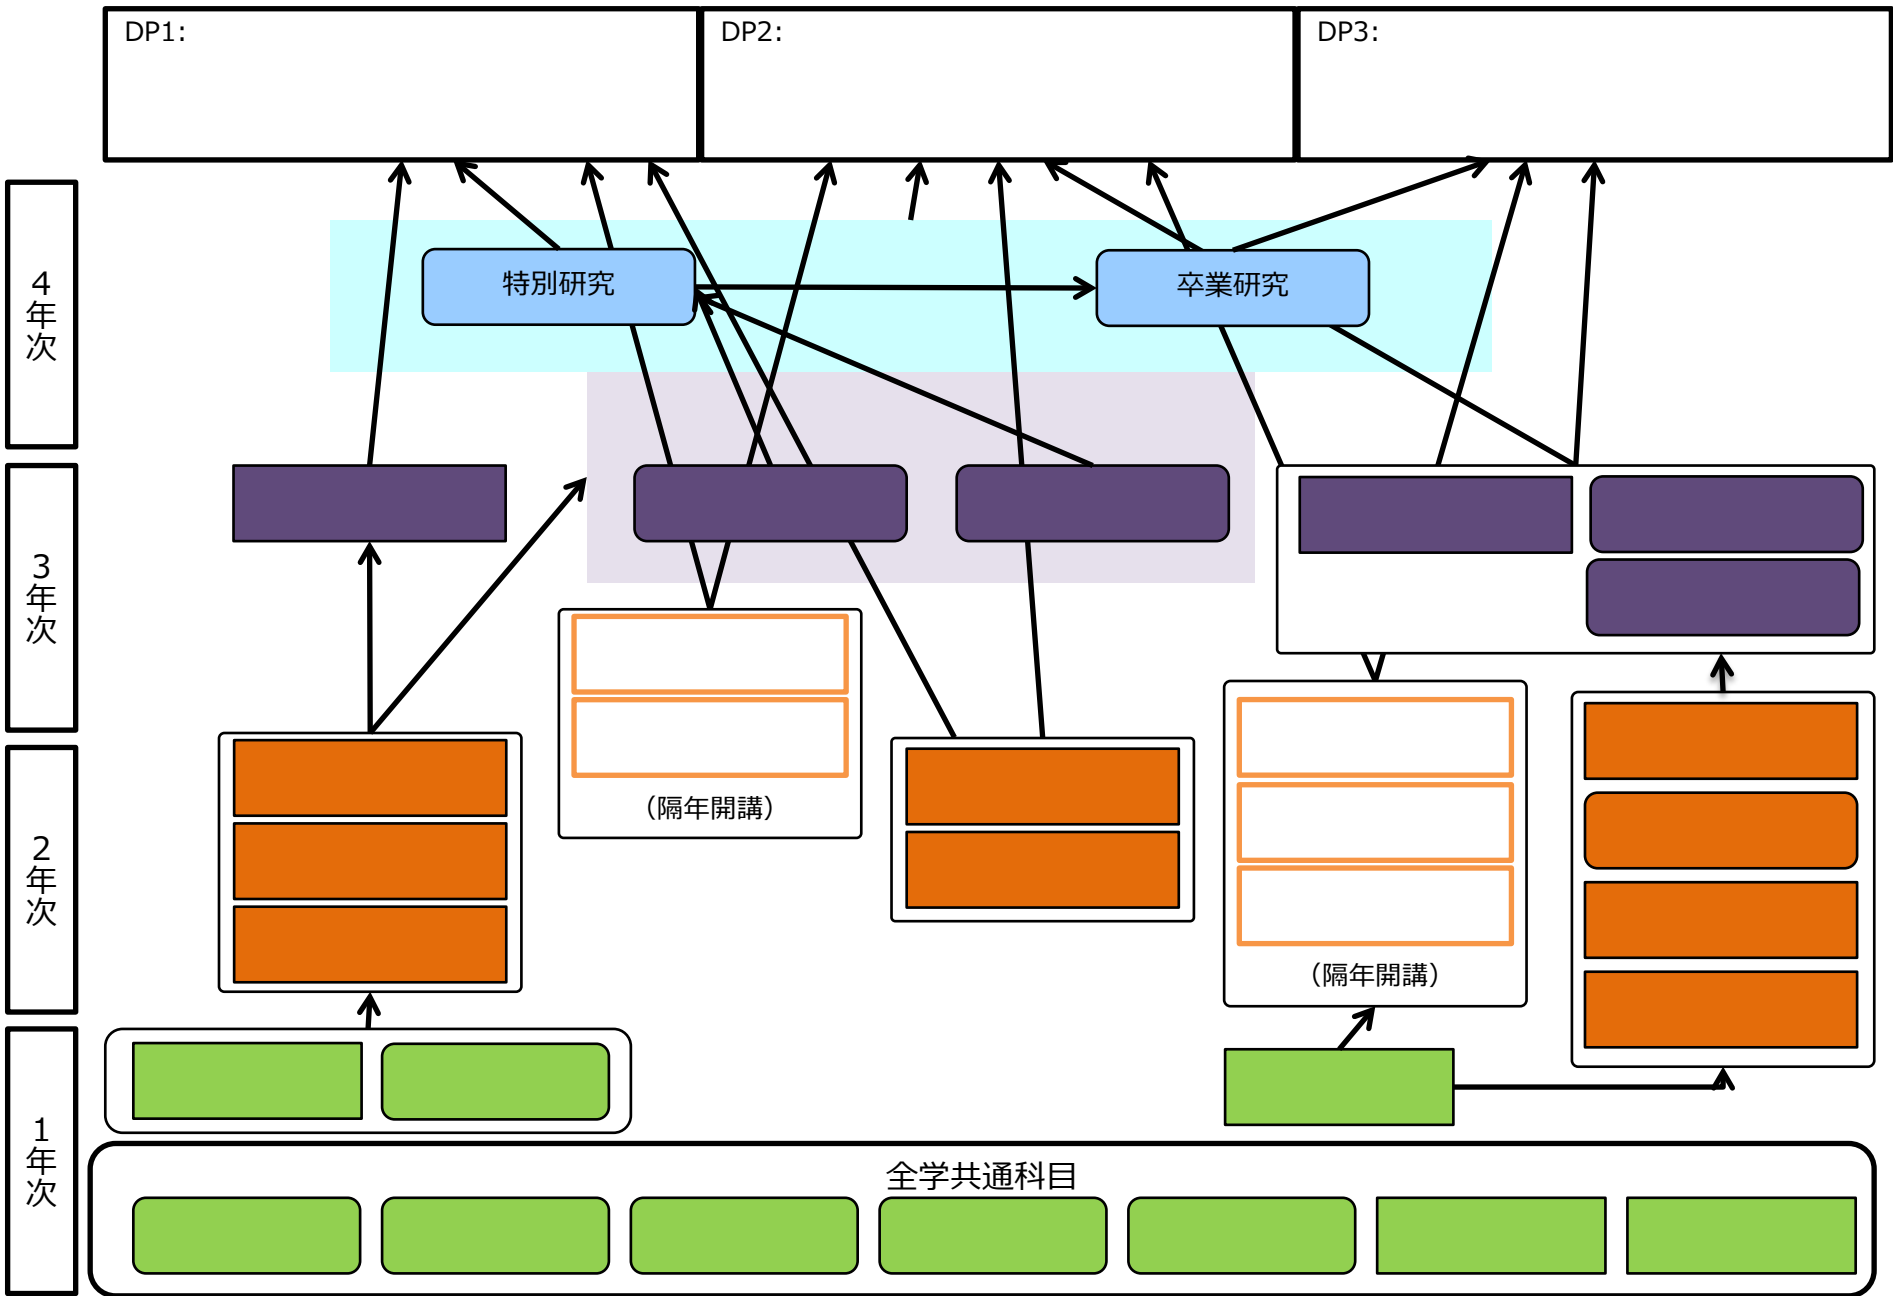 DP1:
DP2:
DP3:
4年次
特別研究
卒業研究
3年次
2年次
(隔年開講)
(隔年開講)
1年次
全学共通科目